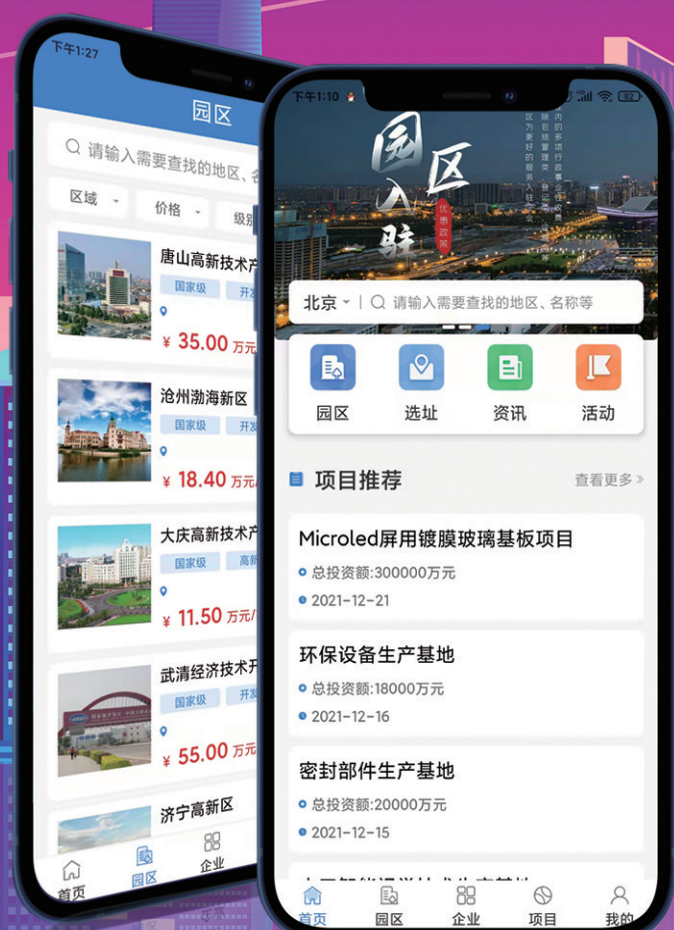 下午1:27
园区
请输入需要查找的地区、
区域
价格
级别
唐山高新技术产
国家级
开发
¥ 35.00 万元
沧州渤海新区
国家级
开发
¥ 18.40 万元/
大庆高新技术产
国家级
高新
¥ 11.50 万元/
武清经济技术开
国家级
开发
¥ 55.00 万元
济宁高新区
首页
园区
企业
下午1:10
82
园区
入驻
优惠政策
北京
请输入需要查找的地区、名称等
园区
选址
资讯
活动
项目推荐
查看更多
Microled屏用镀膜玻璃基板项目
总投资额:300000万元
2021-12-21
环保设备生产基地
总投资额:18000万元
2021-12-16
密封部件生产基地
总投资额:20000万元
2021-12-15
首页
园区
企业
项目
我的